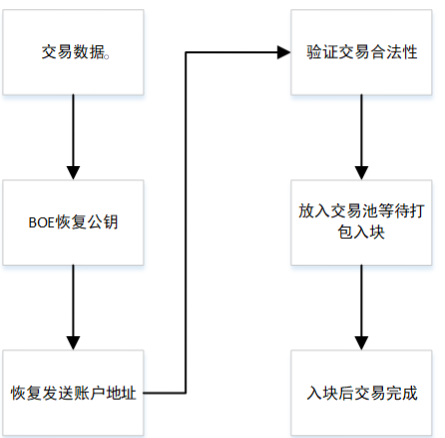 交易数据。
BOE恢复公钥
恢复发送账户地址
验证交易合法性
放入交易池等待打
包入块
入块后交易完成